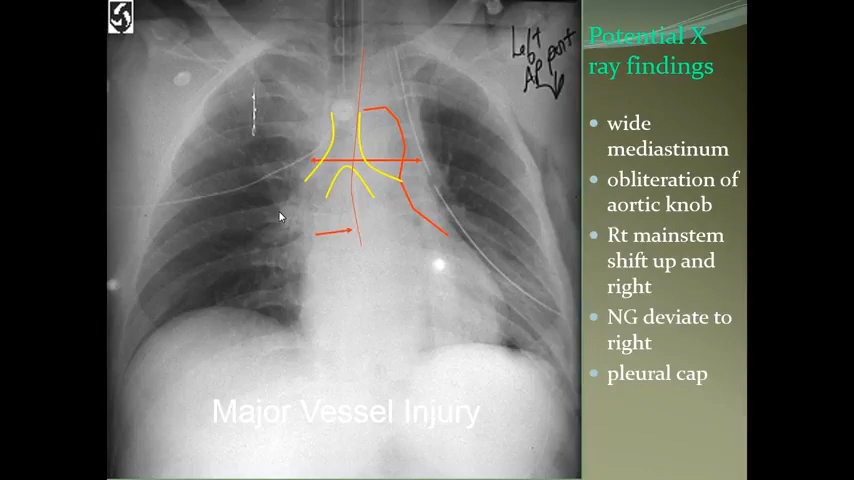 Left
AP port
Potential X
ray findings
wide
mediastinum
obliteration of
aortic knob
Rt mainstem
shift up and
right
NG deviate to
right
pleural cap
Major Vessel Injury